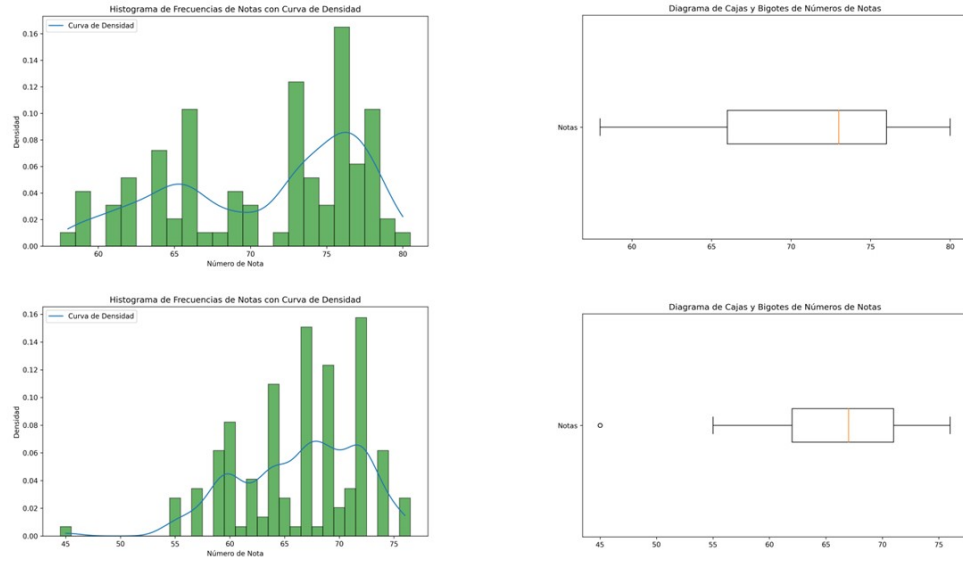 Histograma de Frecuencias de Notas con Curva de Densidad
Curva de Densidad
0.16
0.14
0.12
0.10
0.08
0.06
0.04
0.02
0.00
Densidad
60 65 70 75 80
Número de Nota
Diagrama de Cajas y Bigotes de Números de Notas
Notas
60 65 70 75 80
Histograma de Frecuencias de Notas con Curva de Densidad
Curva de Densidad
0.16
0.14
0.12
0.10
0.08
0.06
0.04
0.02
0.00
Densidad
45 50 55 60 65 70 75
Número de Nota
Diagrama de Cajas y Bigotes de Números de Notas
Notas
45 50 55 60 65 70 75